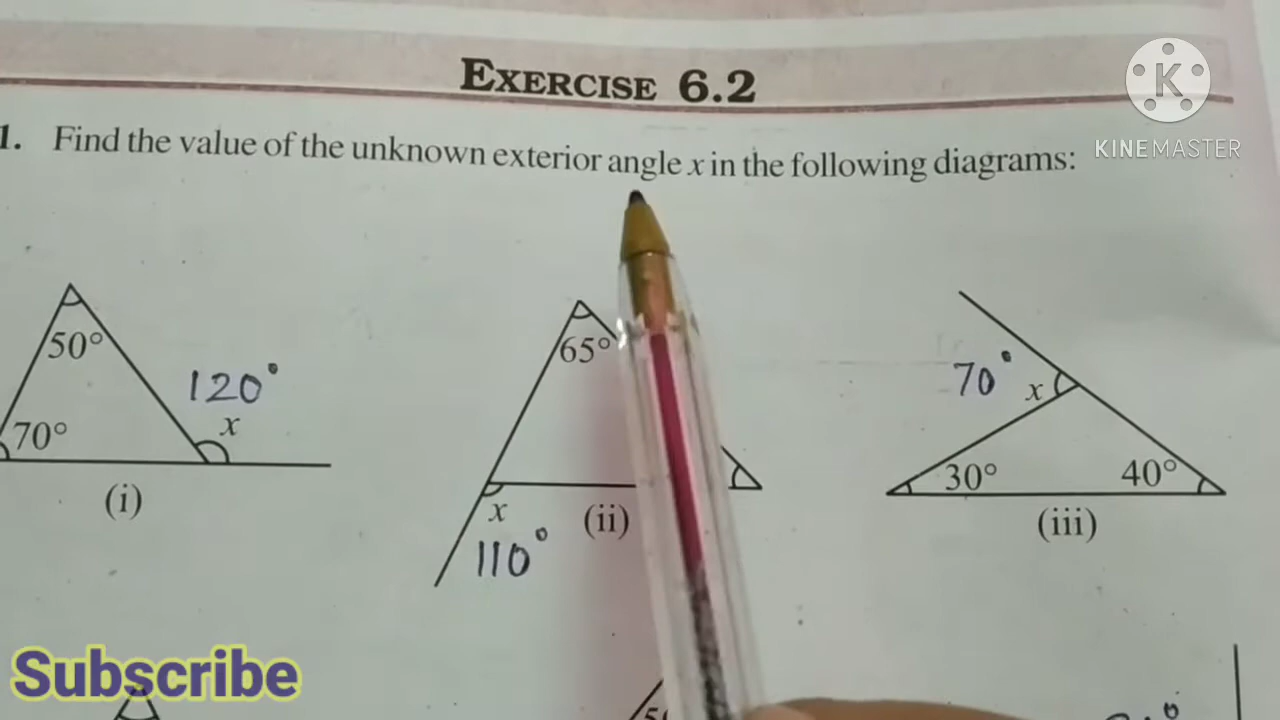 EXERCISE 6.2
K
KINEMASTER
1. Find the value of the unknown exterior angle x in the following diagrams:
50°
120°
70°
x
(i)
65°
x
(ii)
110°
70°
x
30°
40°
(iii)
Subscribe